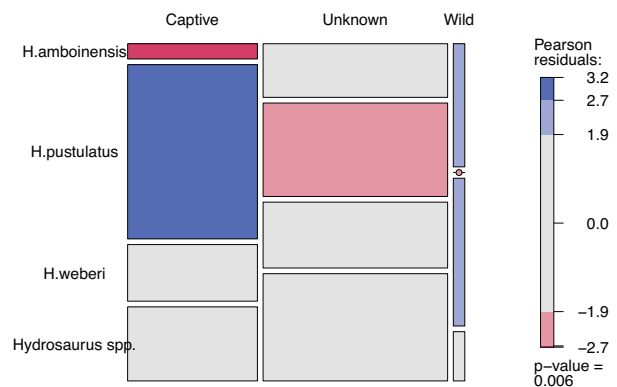 Captive Unknown Wild
H.amboinensis
H.pustulatus
H.weberi
Hydrosaurus spp.
Pearson
residuals:
3.2
2.7
1.9
0.0
−1.9
−2.7
p−value =
0.006